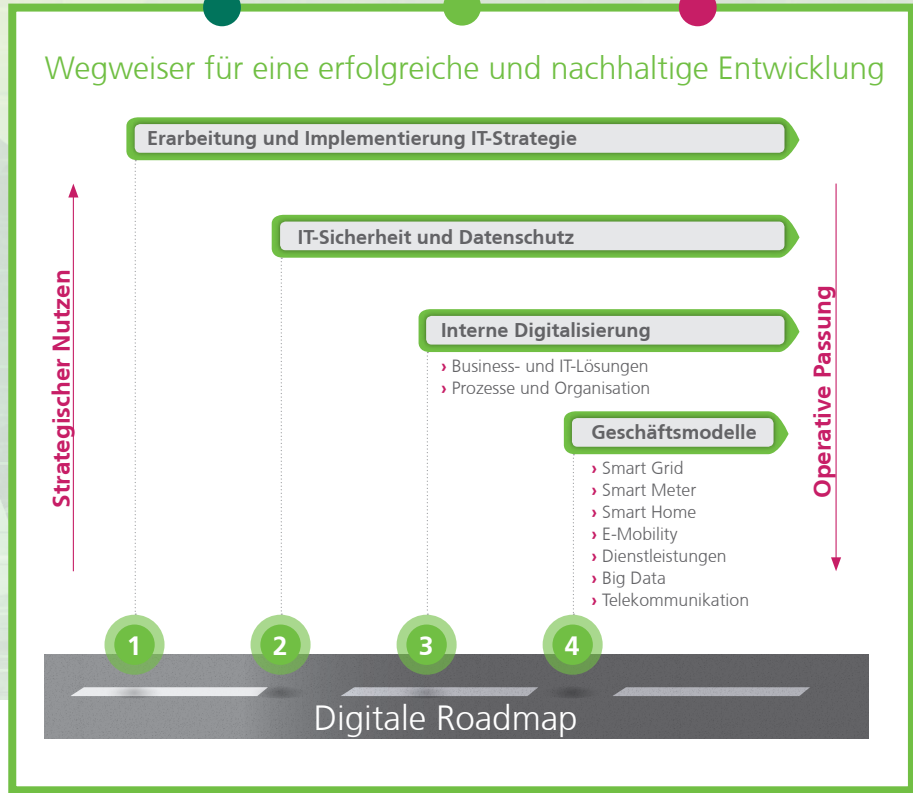 Wegweiser für eine erfolgreiche und nachhaltige Entwicklung
Erarbeitung und Implementierung IT-Strategie
IT-Sicherheit und Datenschutz
Interne Digitalisierung
› Business- und IT-Lösungen
› Prozesse und Organisation
Geschäftsmodelle
› Smart Grid
› Smart Meter
› Smart Home
› E-Mobility
› Dienstleistungen
› Big Data
› Telekommunikation
Strategischer Nutzen
Operative Passung
1
2
3
4
Digitale Roadmap